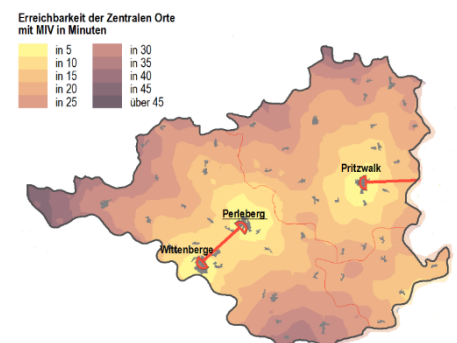 Erreichbarkeit der Zentralen Orte
mit MIV in Minuten
in 5
in 10
in 15
in 20
in 25
in 30
in 35
in 40
in 45
über 45
Pritzwalk
Perleberg
Wittenberge